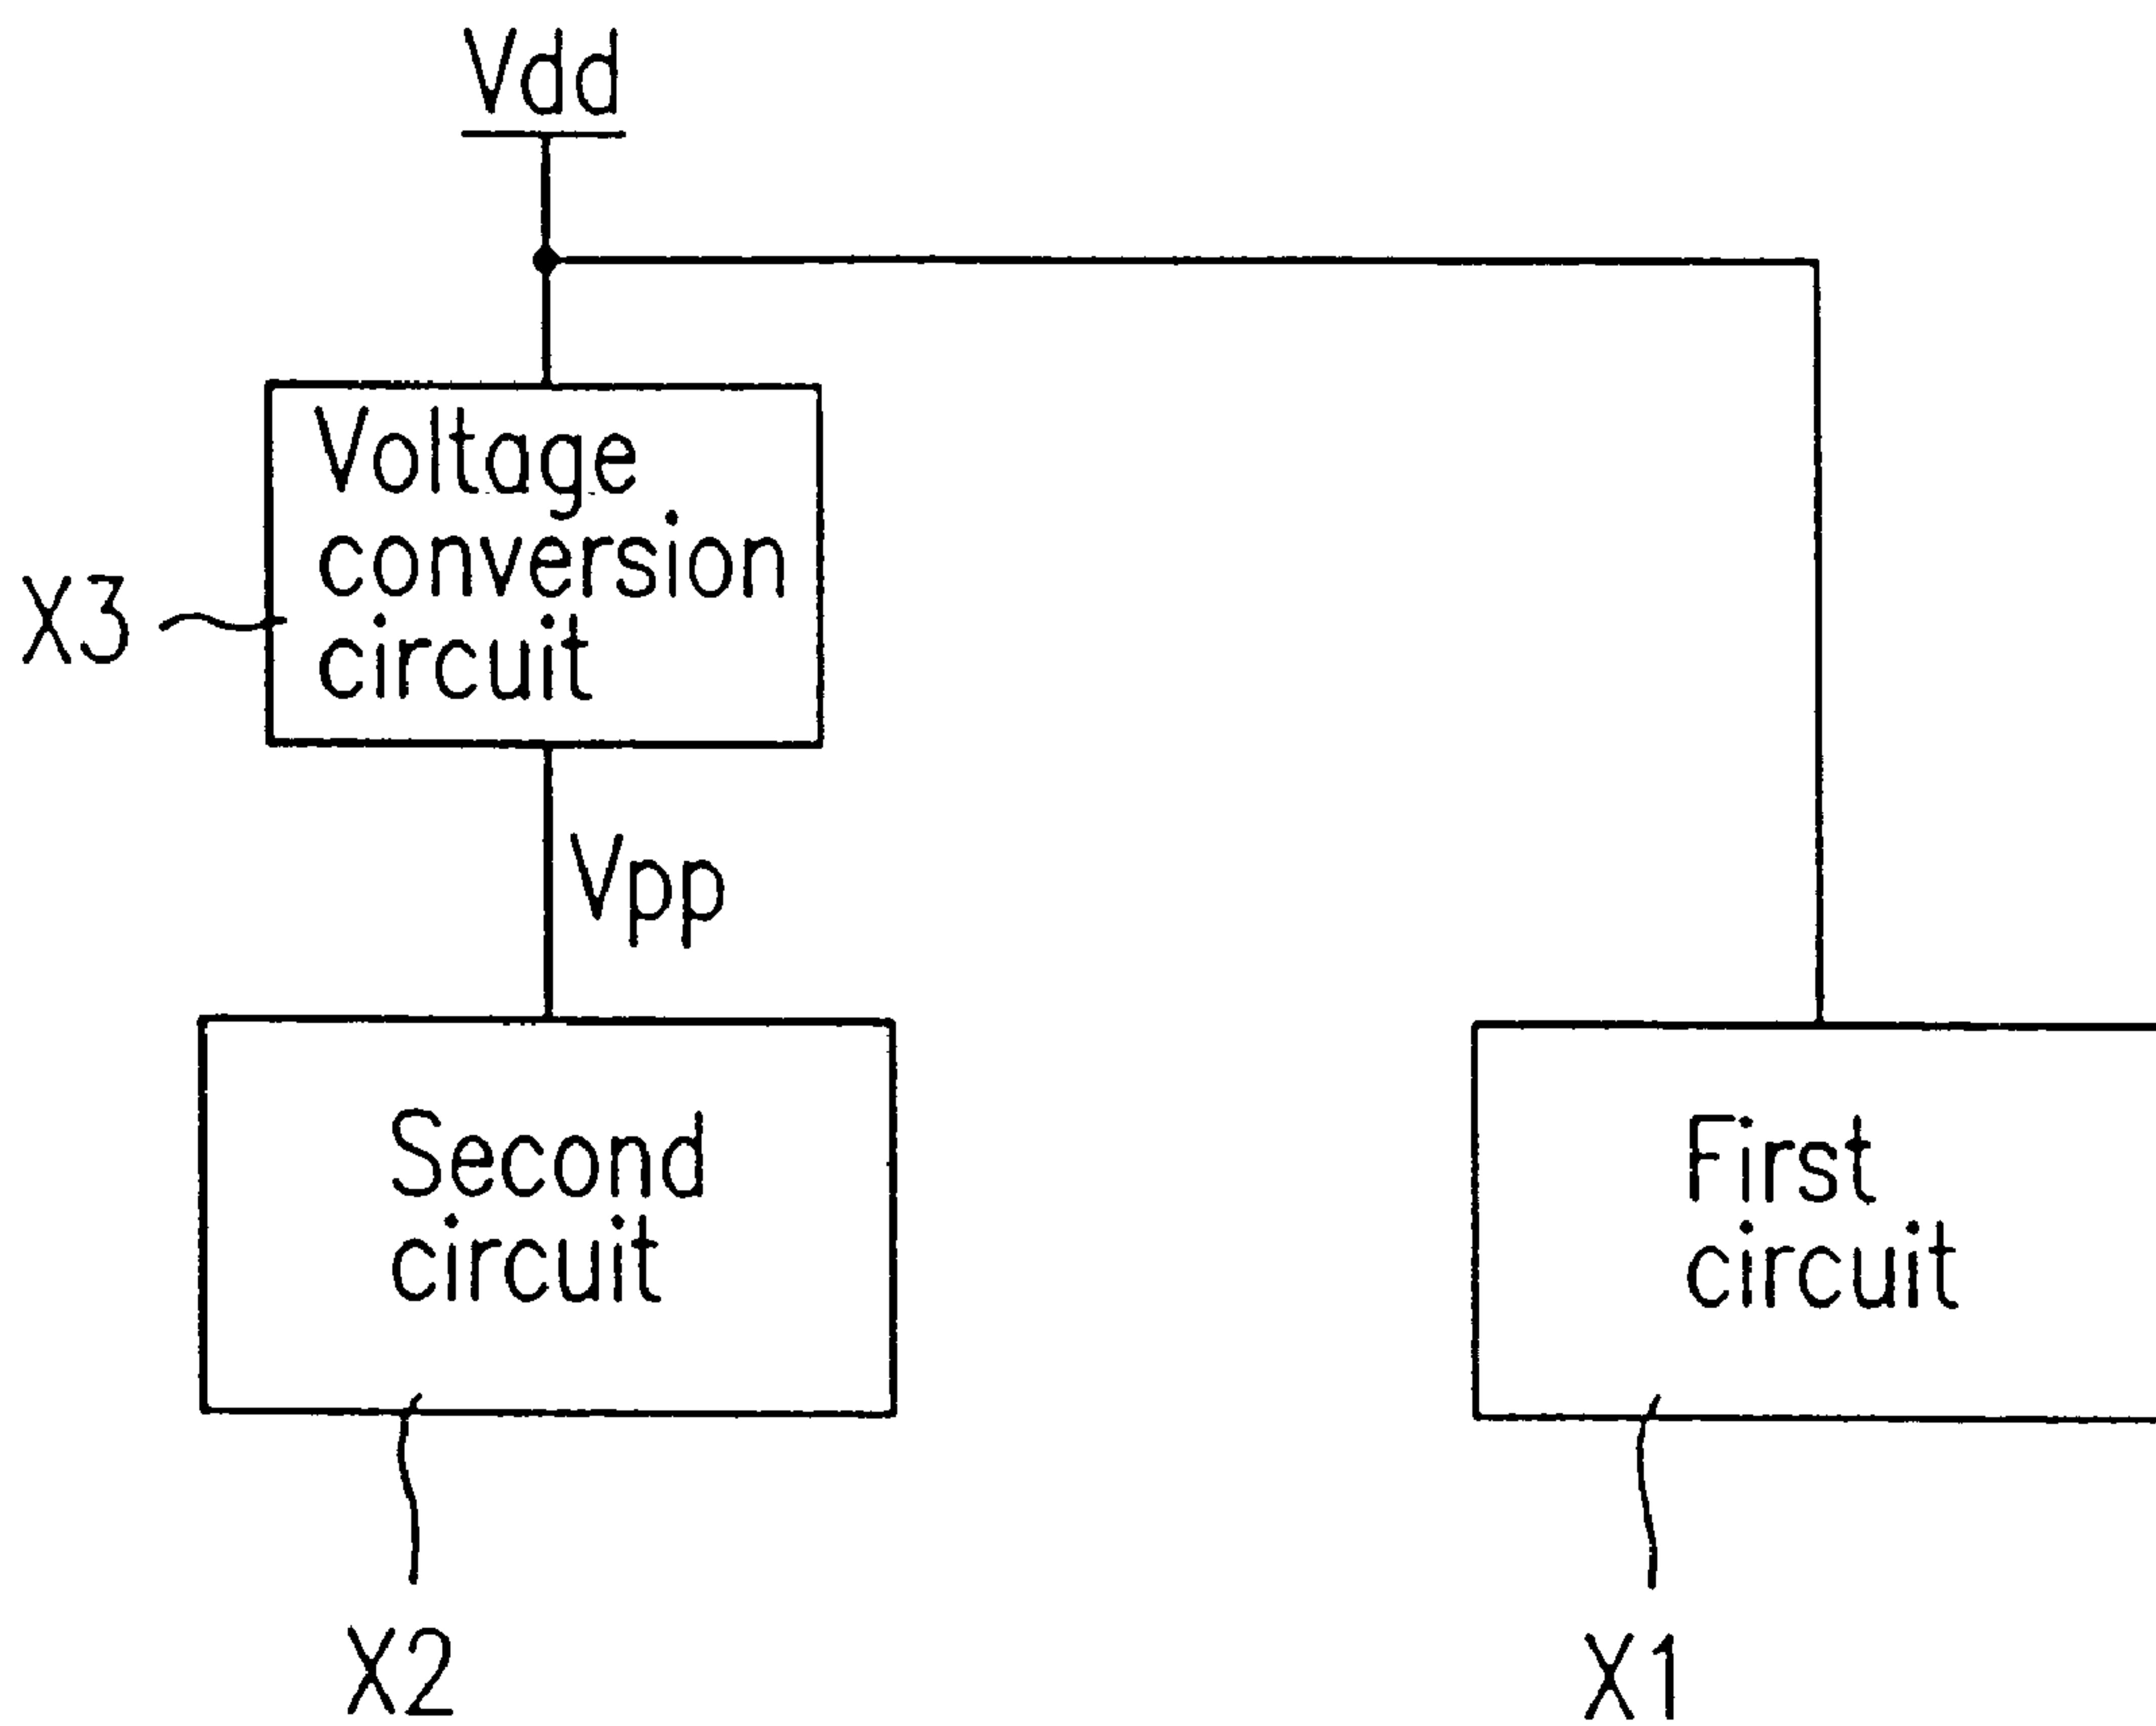 Vdd
Voltage
conversion
circuit
X3
Vpp
Second
circuit
First
circuit
X2
X1